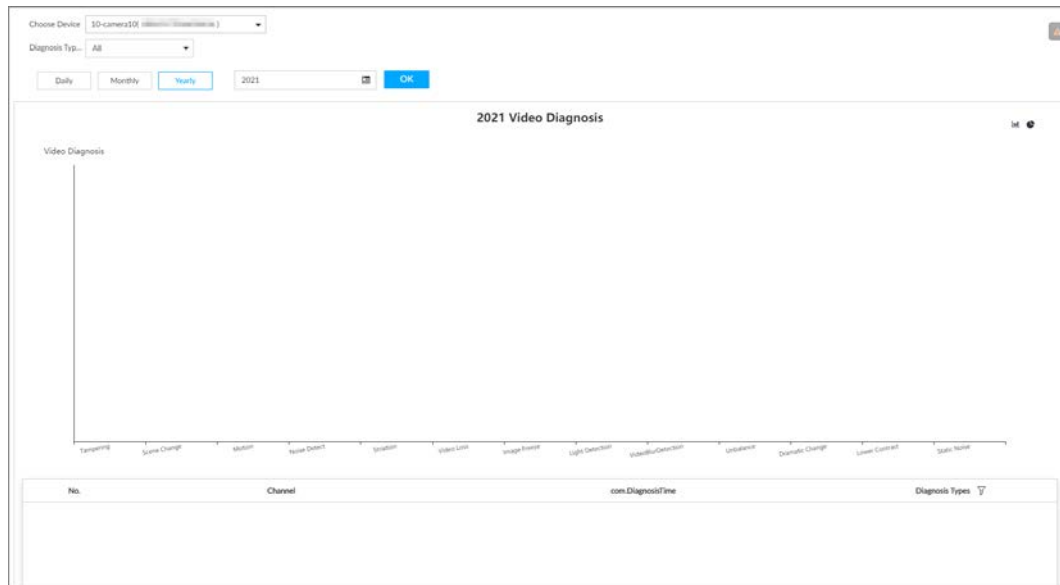 Choose Device 10-camera10( )
Diagnosis Typ... All
Daily Monthly Yearly 2021 OK
2021 Video Diagnosis
Video Diagnosis
Tampering Scene Change Motion Noise Detect Striation Video Loss Image Freeze Light Detection VideoBlurDetection Unbalance Dramatic Change Lower Contract Static Noise
No. Channel com.DiagnosisTime Diagnosis Types